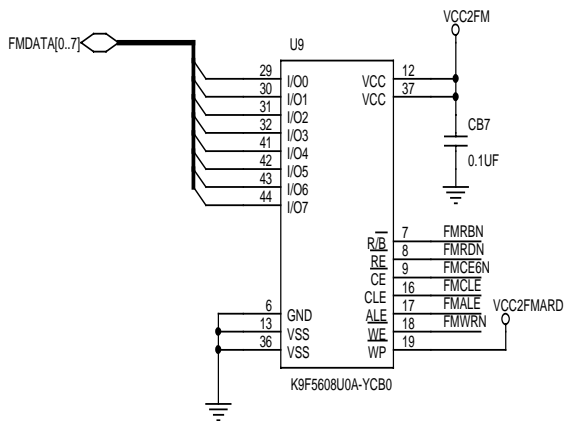 VCC2FM
FMDATA[0..7]
U9
29 I/O0 VCC 12
30 I/O1 VCC 37
31 I/O2
32 I/O3
41 I/O4
42 I/O5
43 I/O6
44 I/O7
CB7
0.1UF
R/B 7 FMRBN
RE 8 FMRDN
CE 9 FMCE6N
CLE 16 FMCLE
6 GND ALE 17 FMALE
VCC2FMARD
13 VSS WE 18 FMWRN
36 VSS WP 19
K9F5608U0A-YCB0